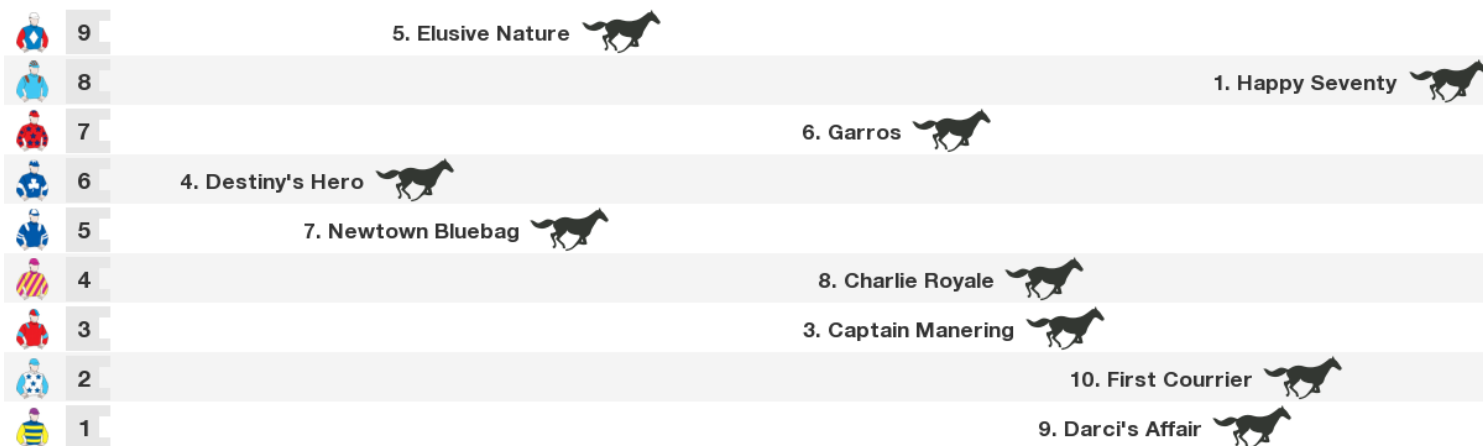 9 5. Elusive Nature
8 1. Happy Seventy
7 6. Garros
6 4. Destiny's Hero
5 7. Newtown Bluebag
4 8. Charlie Royale
3 3. Captain Manering
2 10. First Courrier
1 9. Darci's Affair